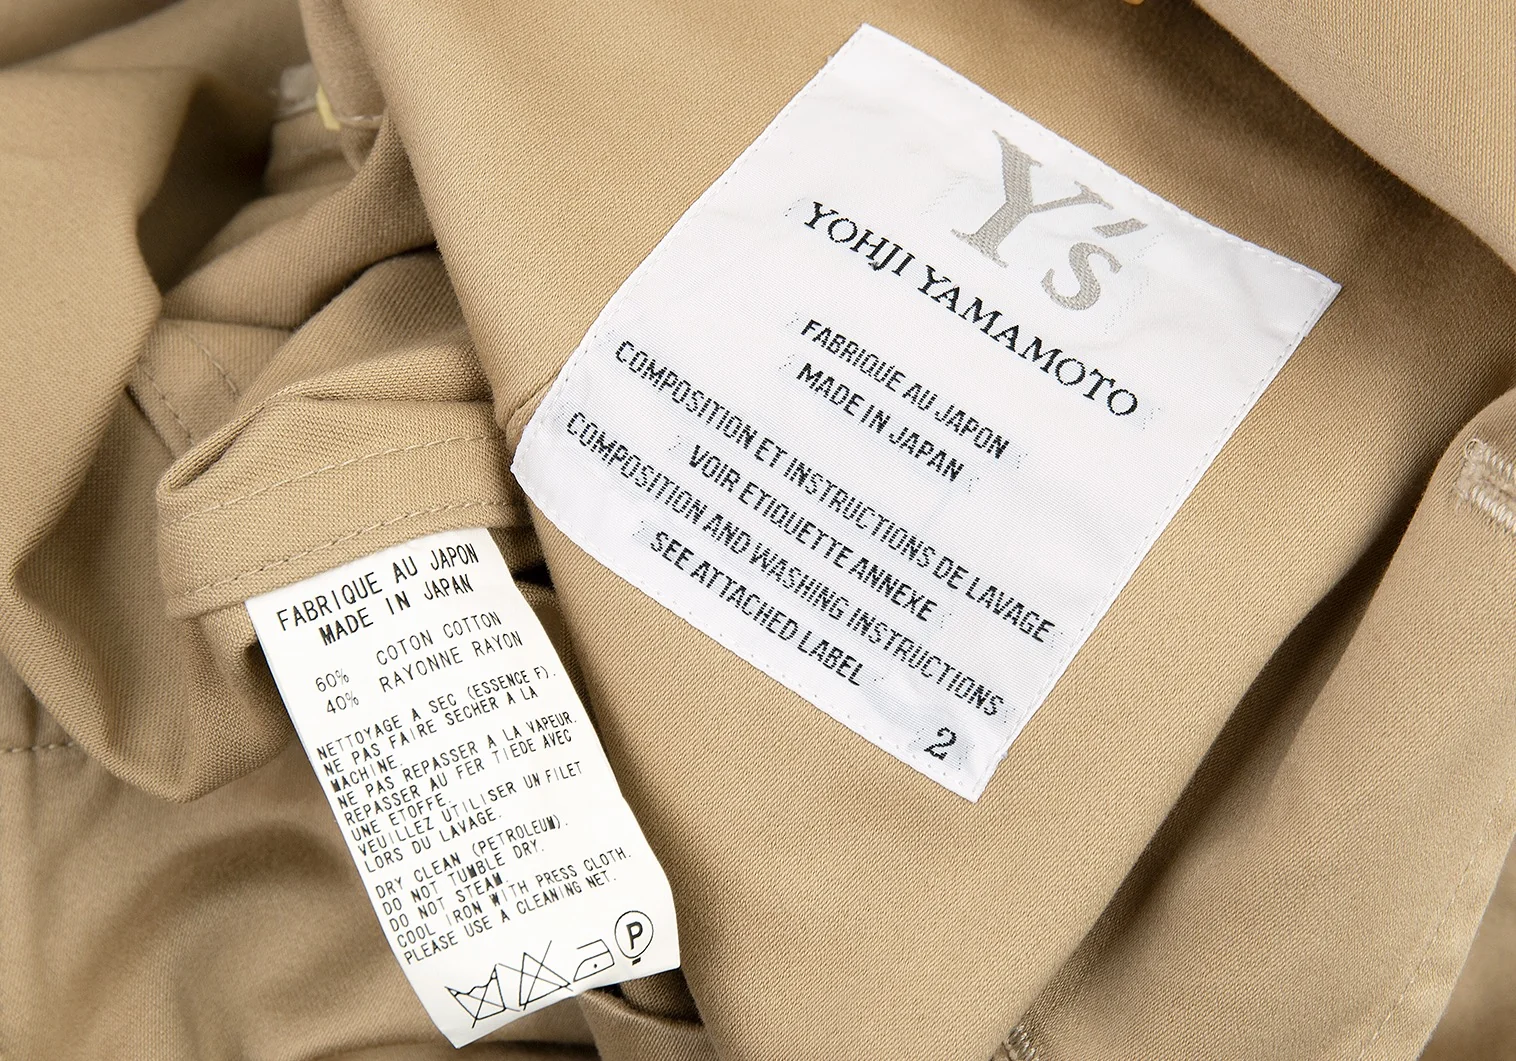 Y's
YOHJI YAMAMOTO
FABRIQUE AU JAPON
MADE IN JAPAN
COMPOSITION ET INSTRUCTIONS DE LAVAGE
VOIR ETIQUETTE ANNEXE
COMPOSITION AND WASHING INSTRUCTIONS
SEE ATTACHED LABEL
2
FABRIQUE AU JAPON
MADE IN JAPAN
60% COTON COTTON
40% RAYONNE RAYON
NETTOYAGE A SEC (ESSENCE F).
NE PAS FAIRE SECHER A LA
MACHINE.
NE PAS REPASSER A LA VAPEUR.
REPASSER AU FER TIEDE AVEC
UNE ETOFFE.
VEUILLEZ UTILISER UN FILET
LORS DU LAVAGE.
DRY CLEAN (PETROLEUM).
DO NOT TUMBLE DRY.
DO NOT STEAM.
COOL IRON WITH PRESS CLOTH.
PLEASE USE A CLEANING NET.
P